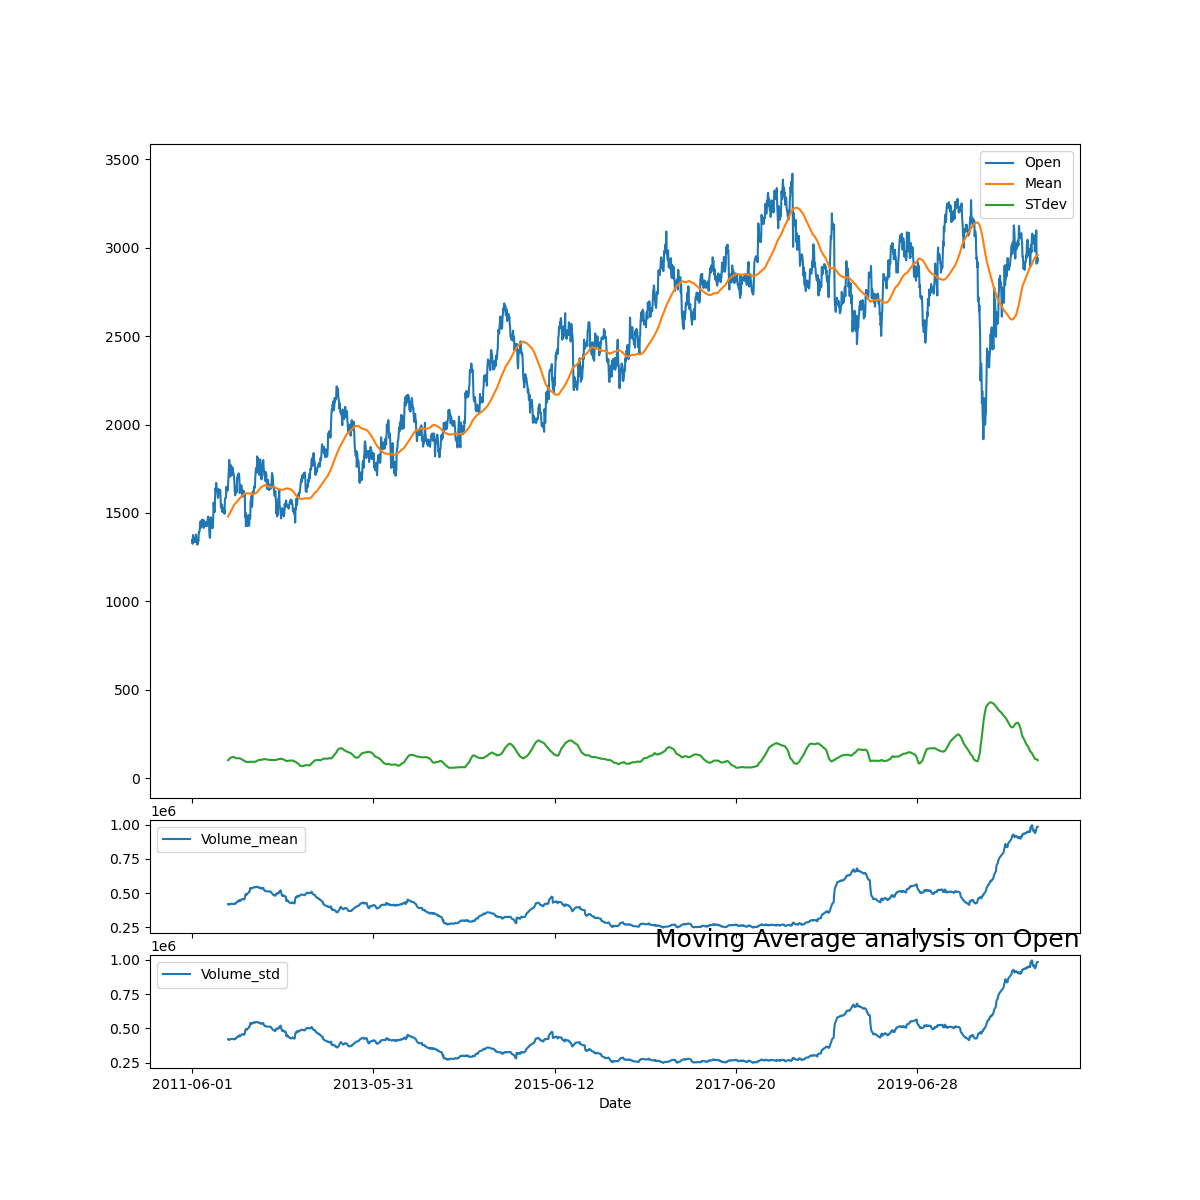 3500
3000
2500
2000
1500
1000
500
0
Open
Mean
STdev
1e6
1.00
0.75
0.50
0.25
Volume_mean
Moving Average analysis on Open
1e6
1.00
0.75
0.50
0.25
Volume_std
2011-06-01 2013-05-31 2015-06-12 2017-06-20 2019-06-28
Date